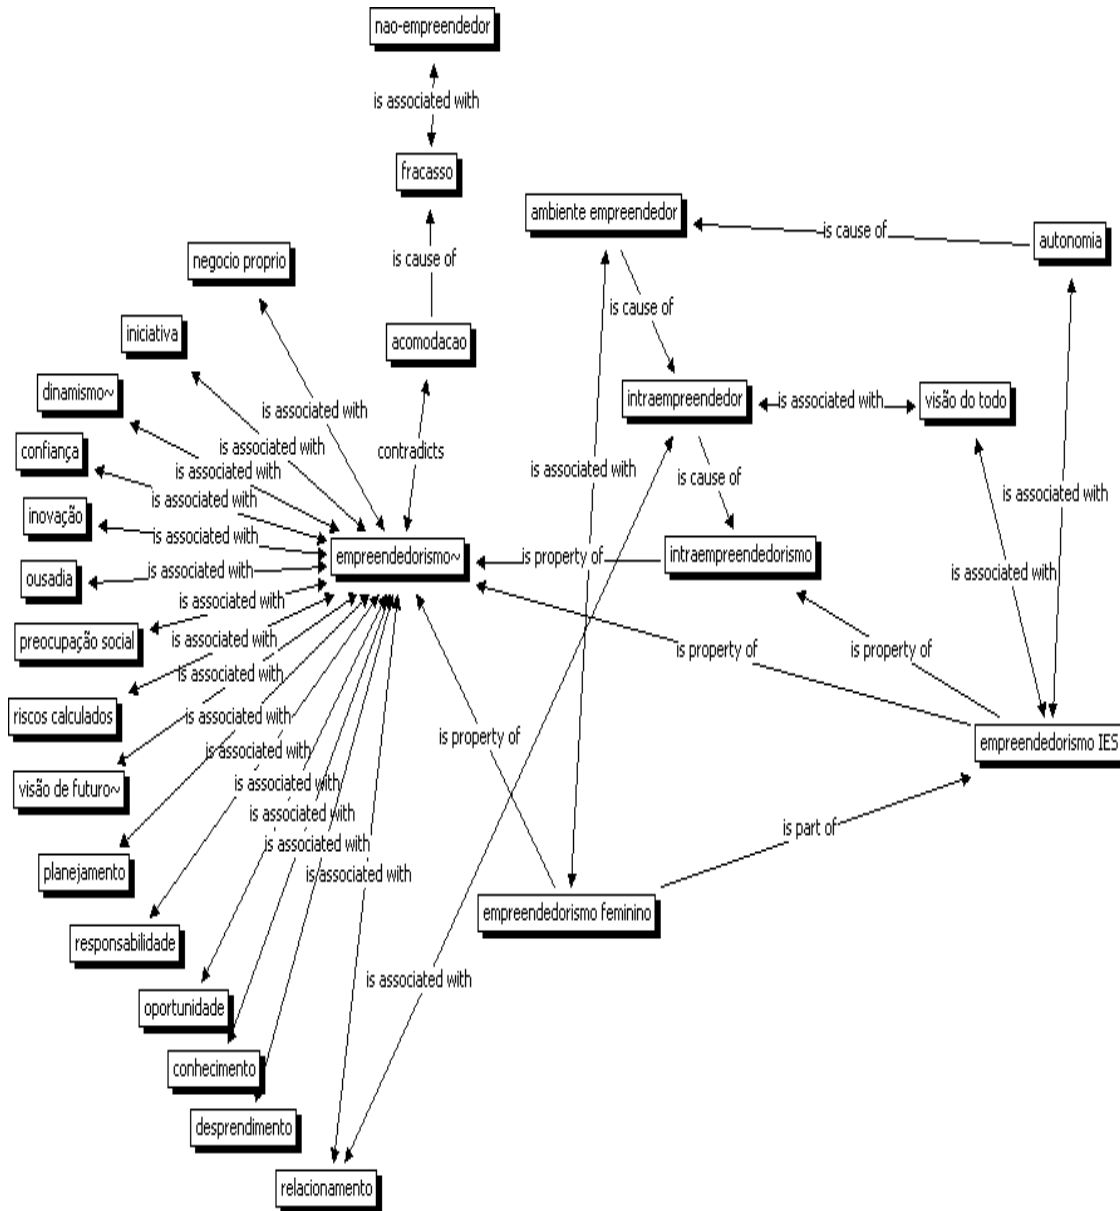 nao-empreendedor
is associated with
fracasso
ambiente empreendedor
is cause of
autonomia
negocio proprio
is cause of
is cause of
iniciativa
acomodacao
dinamismo~
intraempreendedor
is associated with
visão do todo
is associated with
is associated with
confiança
contradicts
is associated with
is associated with
is cause of
is associated with
is associated with
inovação
is associated with
empreendedorismo~
is property of
intraempreendedorismo
ousadia
is associated with
is associated with
is associated with
preocupação social
is associated with
is property of
is property of
is associated with
riscos calculados
is associated with
is property of
empreendedorismo IES
is associated with
visão de futuro~
is associated with
is associated with
is part of
is associated with
planejamento
is associated with
empreendedorismo feminino
responsabilidade
is associated with
oportunidade
conhecimento
desprendimento
relacionamento